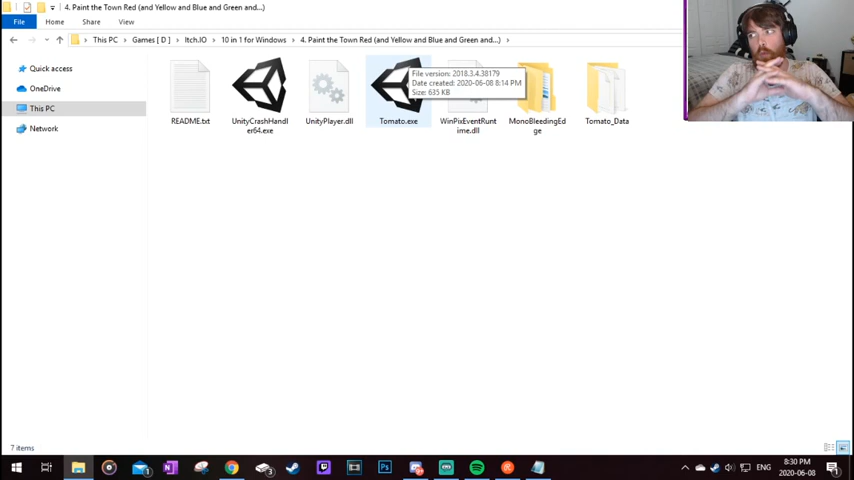 4. Paint the Town Red (and Yellow and Blue and Green and...)
File Home Share View
This PC > Games [ D ] > Itch.IO > 10 in 1 for Windows > 4. Paint the Town Red (and Yellow and Blue and Green and...) >
Quick access
OneDrive
This PC
Network
File version: 2018.3.4.38179
Date created: 2020-06-08 8:14 PM
Size: 635 KB
README.txt
UnityCrashHandl
er64.exe
UnityPlayer.dll
Tomato.exe
WinPixEventRunt
ime.dll
MonoBleedingEd
ge
Tomato_Data
7 items
1
3
Ps
ENG
8:30 PM
2020-06-08
1